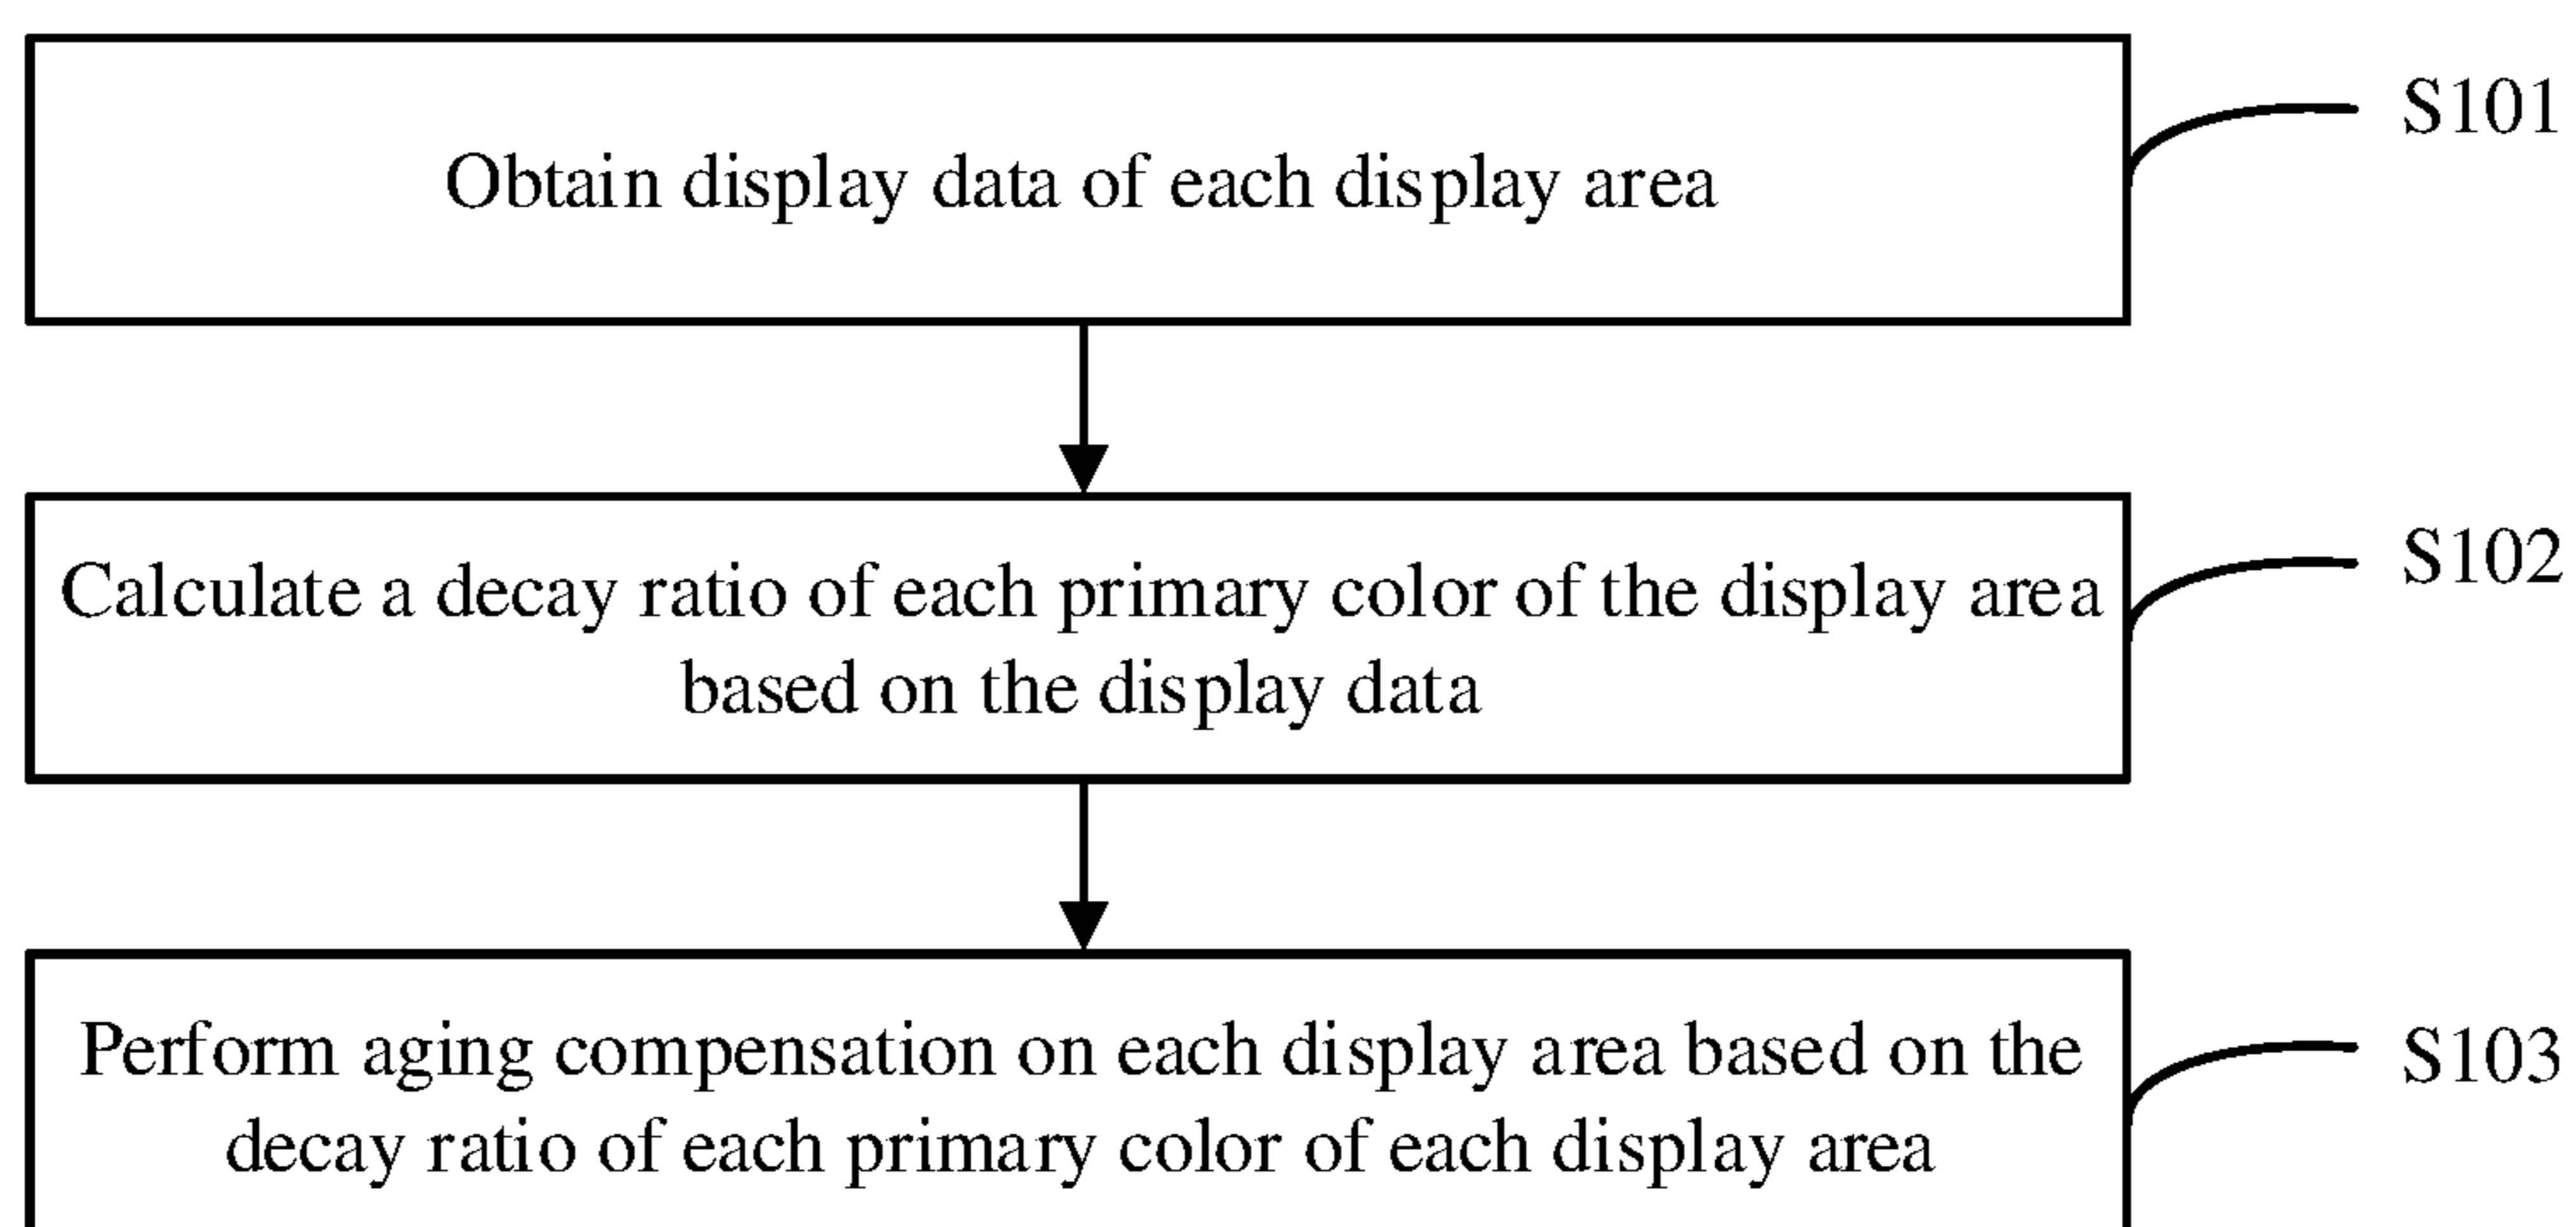 Obtain display data of each display area
S101
Calculate a decay ratio of each primary color of the display area
based on the display data
S102
Perform aging compensation on each display area based on the
decay ratio of each primary color of each display area
S103